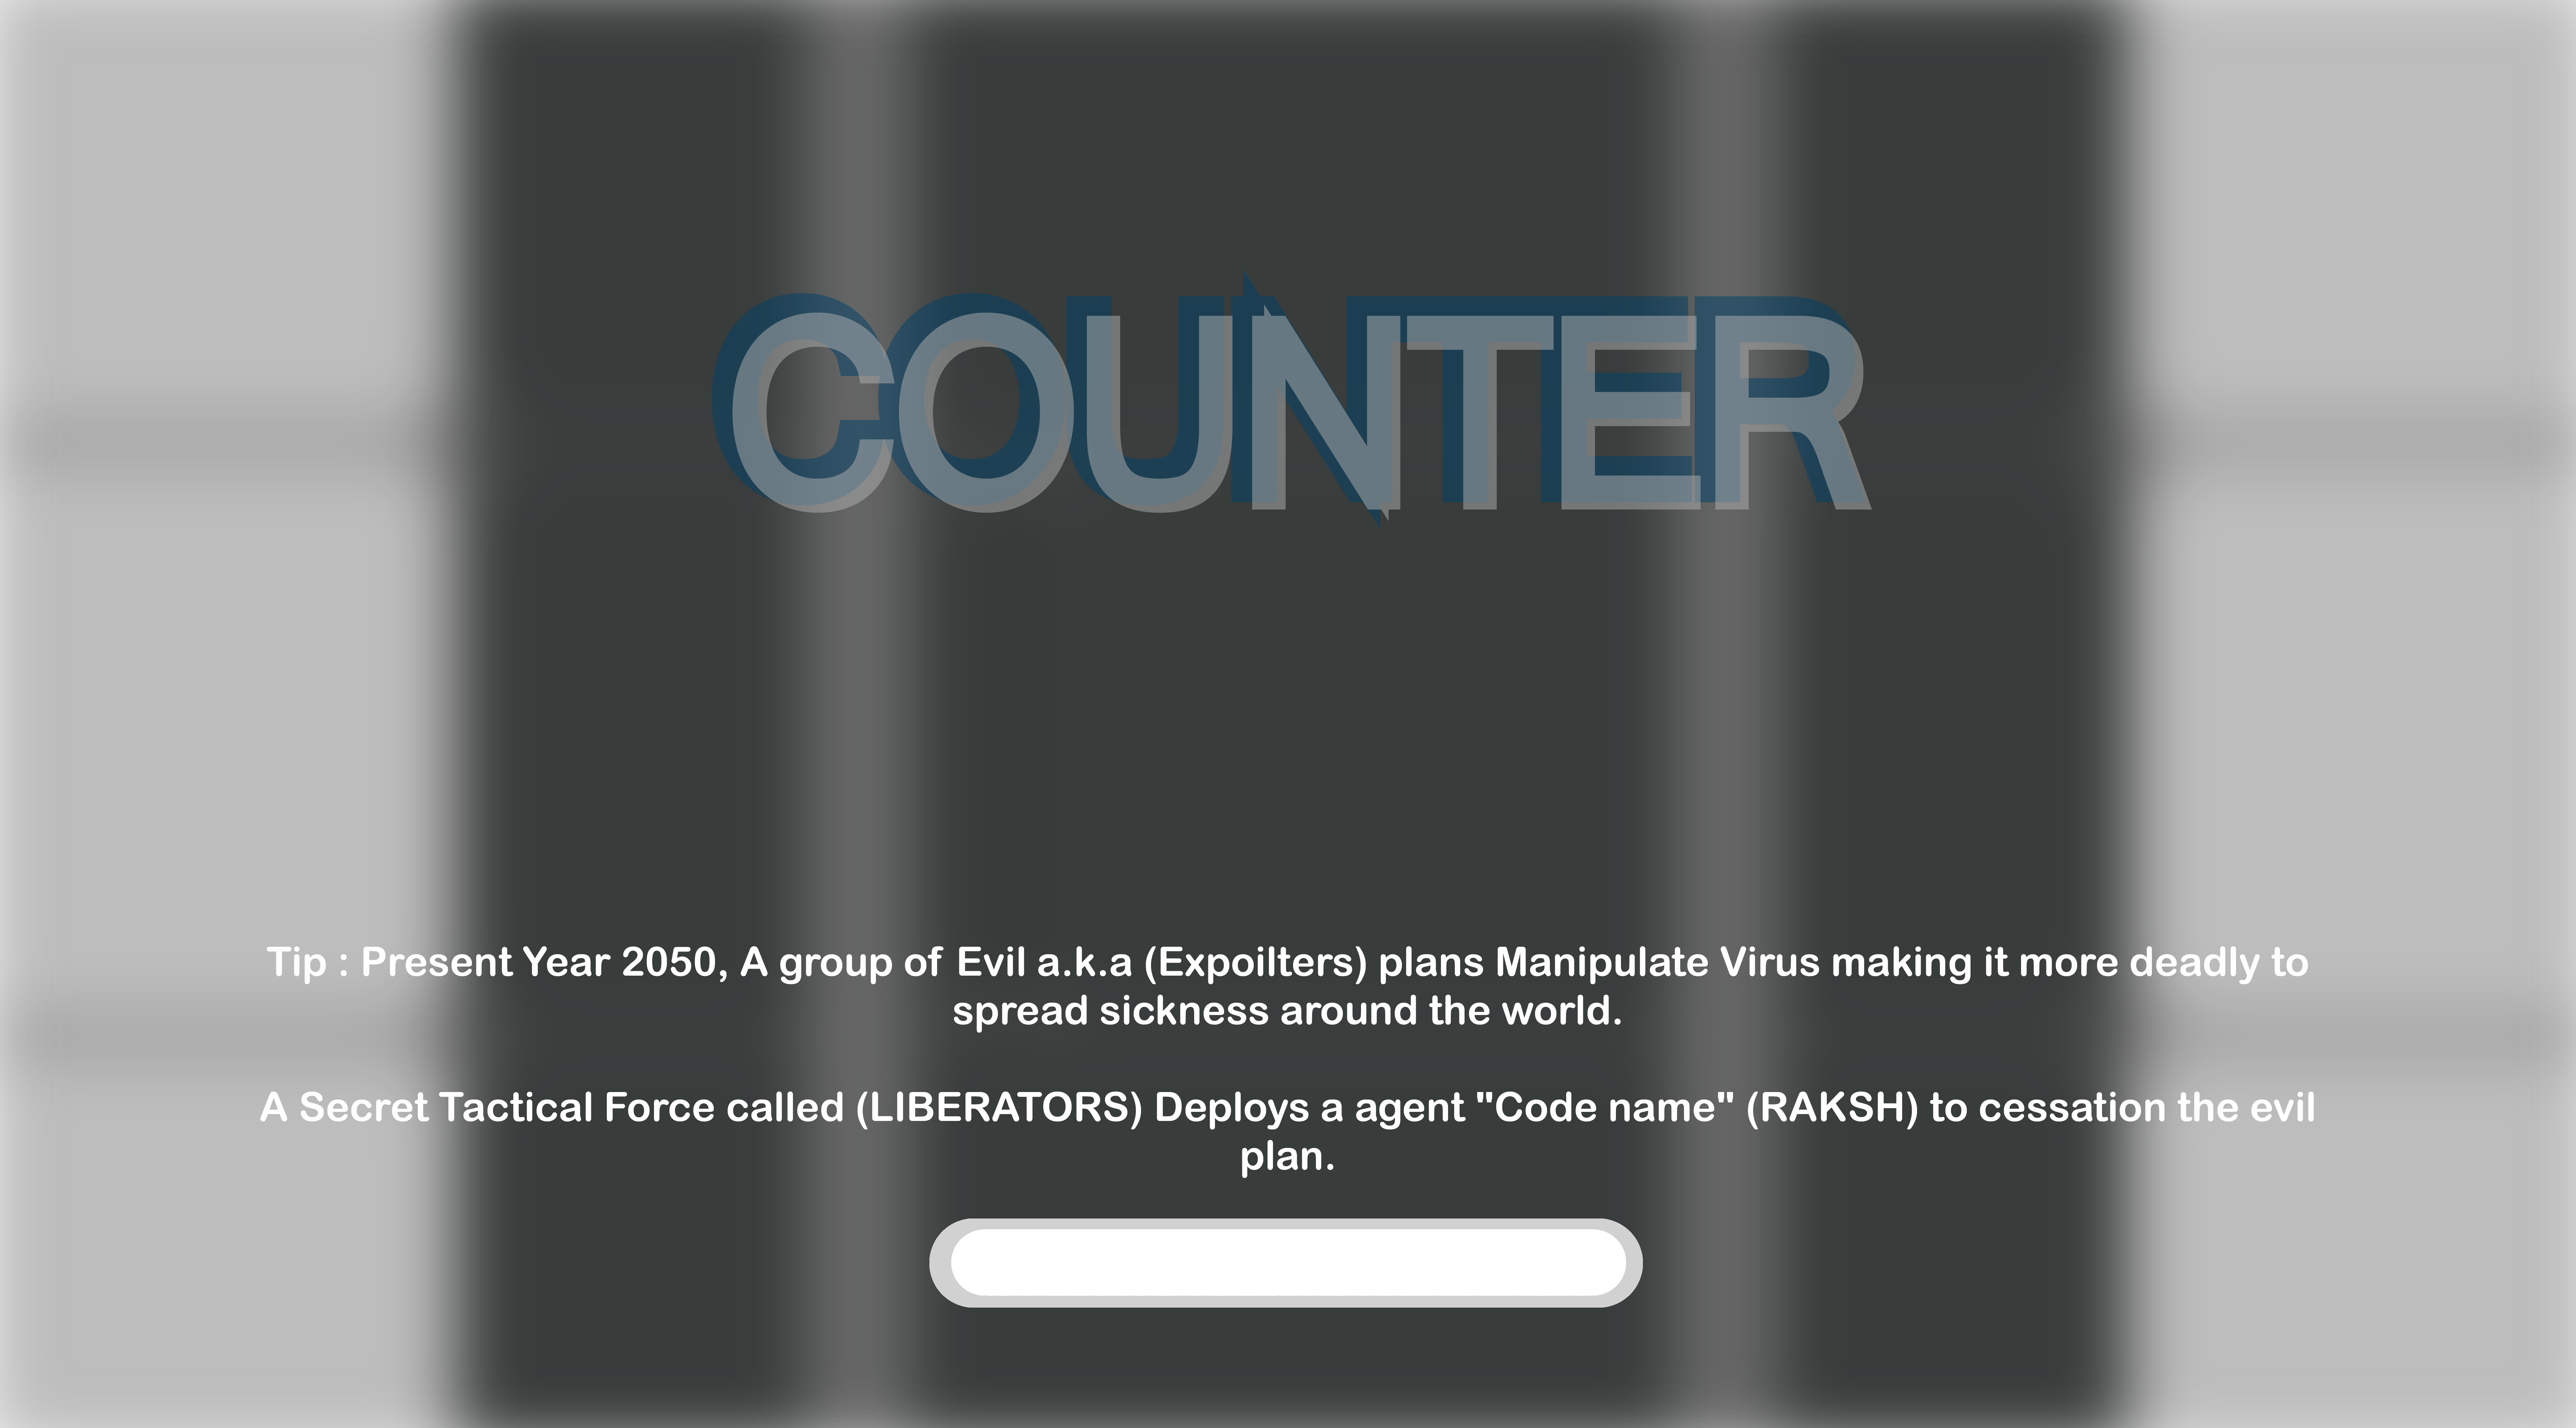 COUNTER
Tip : Present Year 2050, A group of Evil a.k.a (Expoilters) plans Manipulate Virus making it more deadly to
spread sickness around the world.
A Secret Tactical Force called (LIBERATORS) Deploys a agent "Code name" (RAKSH) to cessation the evil
plan.